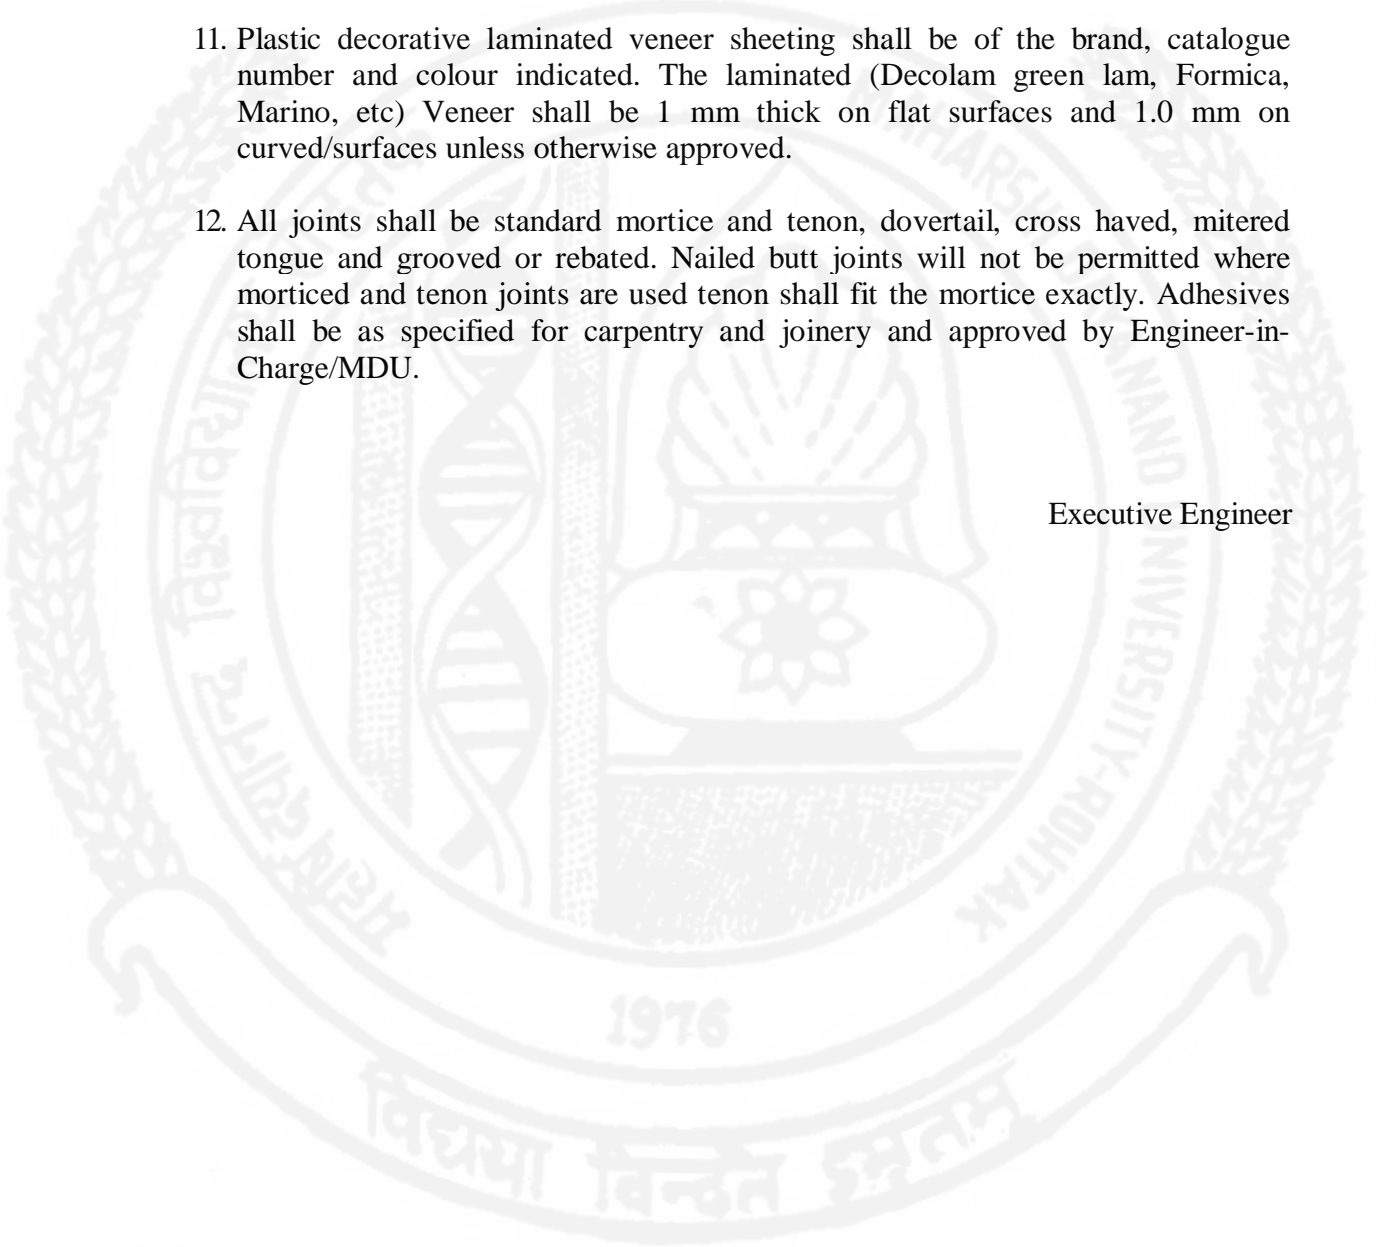 11. Plastic decorative laminated veneer sheeting shall be of the brand, catalogue
number and colour indicated. The laminated (Decolam green lam, Formica,
Marino, etc) Veneer shall be 1 mm thick on flat surfaces and 1.0 mm on
curved/surfaces unless otherwise approved.
12. All joints shall be standard mortice and tenon, dovertail, cross haved, mitered
tongue and grooved or rebated. Nailed butt joints will not be permitted where
morticed and tenon joints are used tenon shall fit the mortice exactly. Adhesives
shall be as specified for carpentry and joinery and approved by Engineer-in-
Charge/MDU.
Executive Engineer
1976